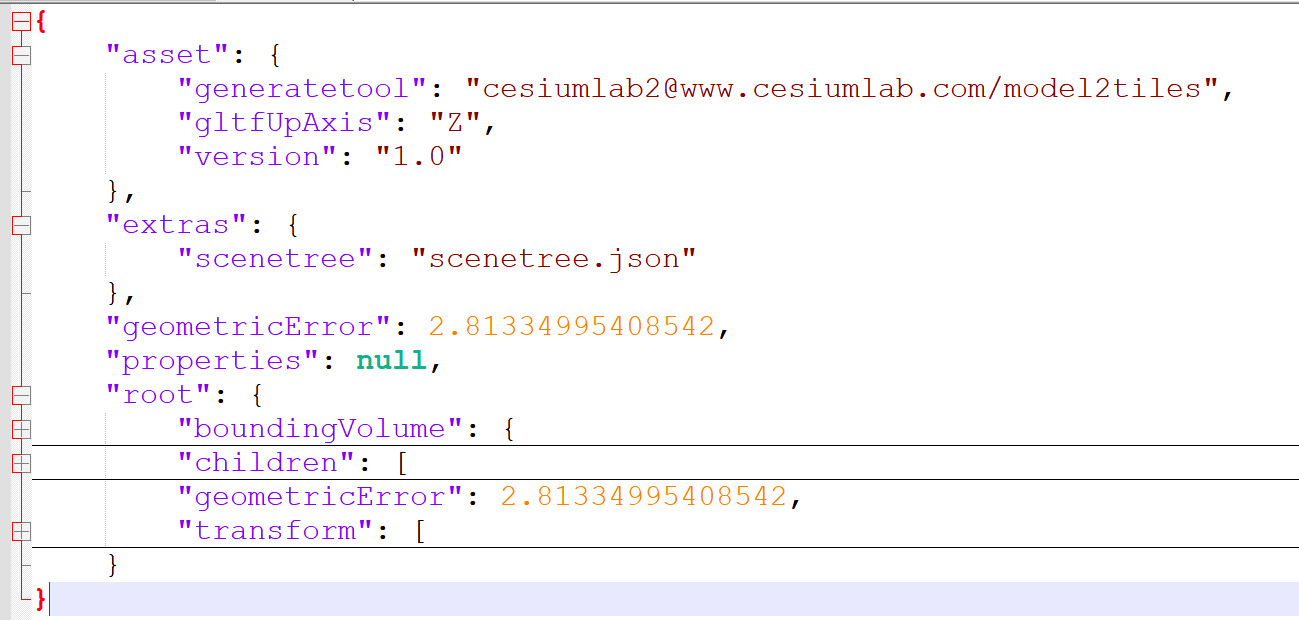 {
"asset": {
"generatetool": "cesiumlab2@www.cesiumlab.com/model2tiles",
"gltfUpAxis": "Z",
"version": "1.0"
},
"extras": {
"scenetree": "scenetree.json"
},
"geometricError": 2.81334995408542,
"properties": null,
"root": {
"boundingVolume": {
"children": [
"geometricError": 2.81334995408542,
"transform": [
}
}